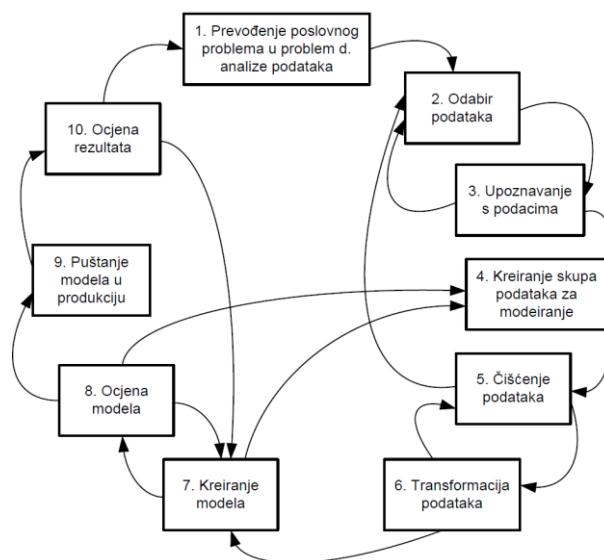 1. Prevođenje poslovnog
problema u problem d.
analize podataka
2. Odabir
podataka
3. Upoznavanje
s podacima
4. Kreiranje skupa
podataka za
modeiranje
5. Čišćenje
podataka
6. Transformacija
podataka
7. Kreiranje
modela
8. Ocjena
modela
9. Puštanje
modela u
produkciju
10. Ocjena
rezultata